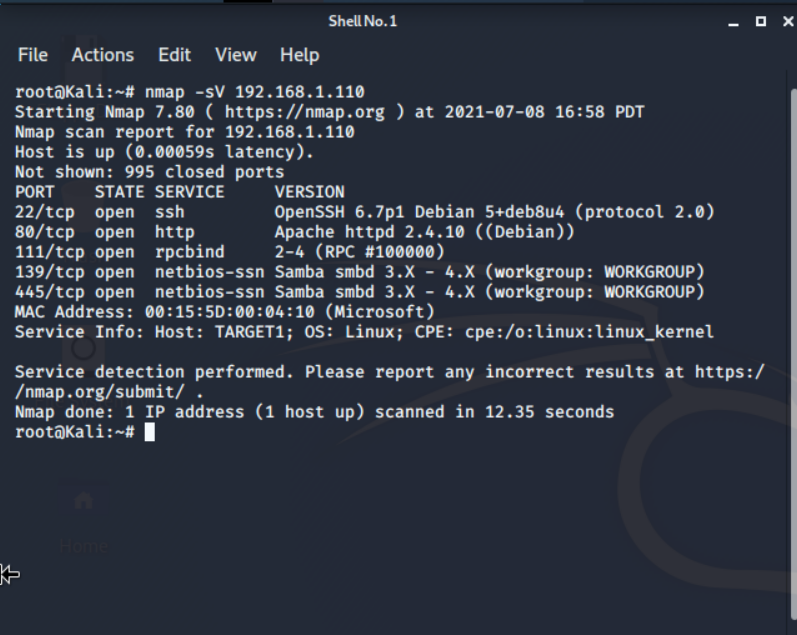 Shell No.1
File Actions Edit View Help
root@Kali:~# nmap -sV 192.168.1.110
Starting Nmap 7.80 ( https://nmap.org ) at 2021-07-08 16:58 PDT
Nmap scan report for 192.168.1.110
Host is up (0.00059s latency).
Not shown: 995 closed ports
PORT    STATE SERVICE     VERSION
22/tcp  open  ssh         OpenSSH 6.7p1 Debian 5+deb8u4 (protocol 2.0)
80/tcp  open  http        Apache httpd 2.4.10 ((Debian))
111/tcp open  rpcbind     2-4 (RPC #100000)
139/tcp open  netbios-ssn Samba smbd 3.X - 4.X (workgroup: WORKGROUP)
445/tcp open  netbios-ssn Samba smbd 3.X - 4.X (workgroup: WORKGROUP)
MAC Address: 00:15:5D:00:04:10 (Microsoft)
Service Info: Host: TARGET1; OS: Linux; CPE: cpe:/o:linux:linux_kernel
Service detection performed. Please report any incorrect results at https:/
/nmap.org/submit/ .
Nmap done: 1 IP address (1 host up) scanned in 12.35 seconds
root@Kali:~#
Home